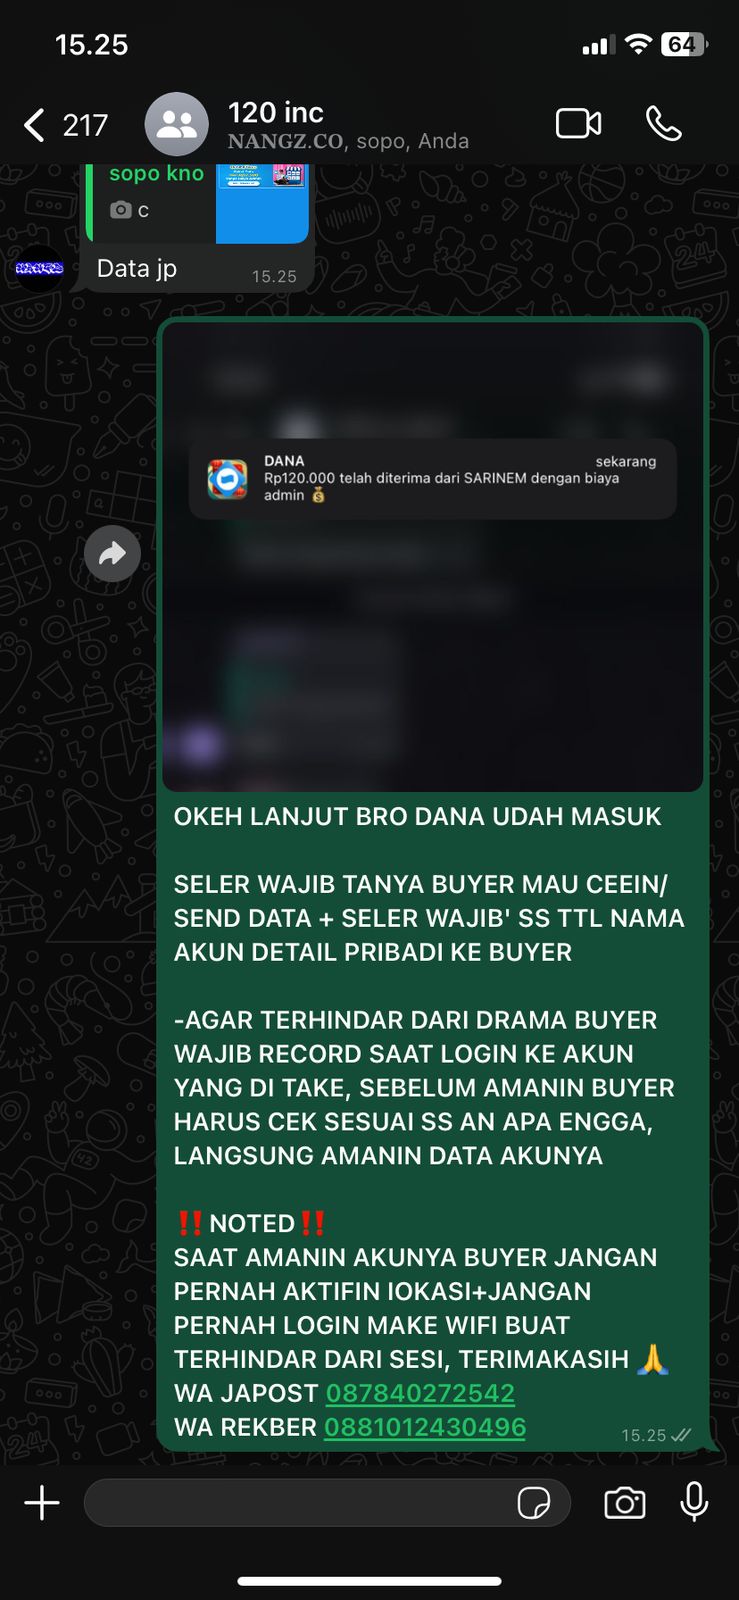 15.25
64
217
120 inc
NANGZ.CO, sopo, Anda
sopo kno
c
Data jp
15.25
DANA
sekarang
Rp120.000 telah diterima dari SARINEM dengan biaya
admin 💰
OKEH LANJUT BRO DANA UDAH MASUK
SELER WAJIB TANYA BUYER MAU CEEIN/
SEND DATA + SELER WAJIB' SS TTL NAMA
AKUN DETAIL PRIBADI KE BUYER
-AGAR TERHINDAR DARI DRAMA BUYER
WAJIB RECORD SAAT LOGIN KE AKUN
YANG DI TAKE, SEBELUM AMANIN BUYER
HARUS CEK SESUAI SS AN APA ENGGA,
LANGSUNG AMANIN DATA AKUNYA
‼️NOTED‼️
SAAT AMANIN AKUNYA BUYER JANGAN
PERNAH AKTIFIN lOKASI+JANGAN
PERNAH LOGIN MAKE WIFI BUAT
TERHINDAR DARI SESI, TERIMAKASIH 🙏
WA JAPOST 087840272542
WA REKBER 0881012430496
15.25